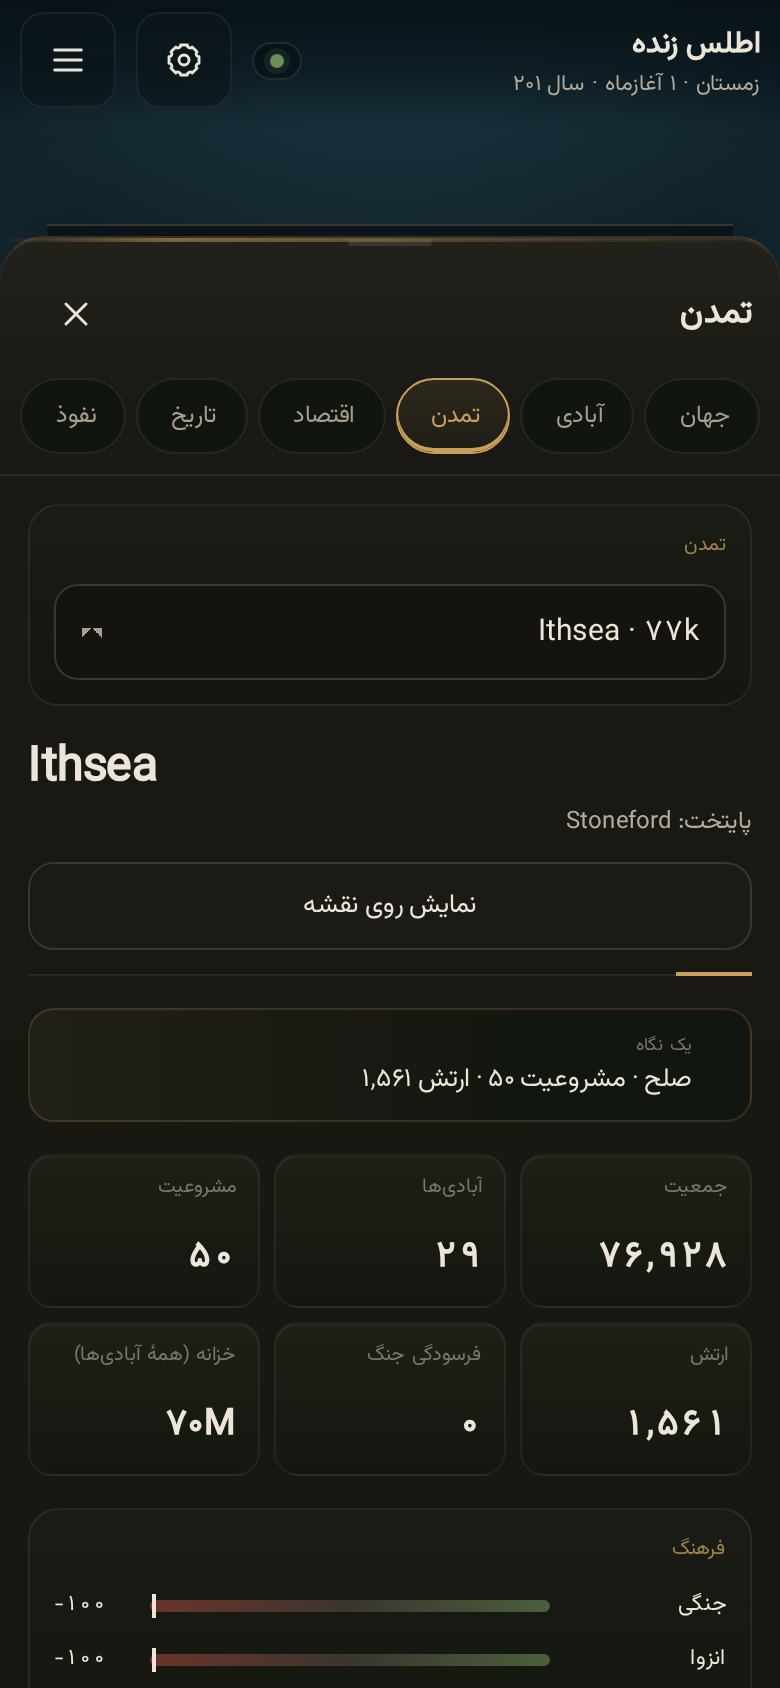 اطلس زنده
زمستان · ۱ آغازماه · سال ۲۰۱
تمدن
جهان
آبادی
تمدن
اقتصاد
تاریخ
نفوذ
تمدن
Ithsea · ۷۷k
Ithsea
پایتخت: Stoneford
نمایش روی نقشه
یک نگاه
صلح · مشروعیت ۵۰ · ارتش ۱,۵۶۱
جمعیت
۷۶,۹۲۸
آبادی‌ها
۲۹
مشروعیت
۵۰
ارتش
۱,۵۶۱
فرسودگی جنگ
۰
خزانه (همهٔ آبادی‌ها)
۷۰M
فرهنگ
جنگی
-۱۰۰
انزوا
-۱۰۰